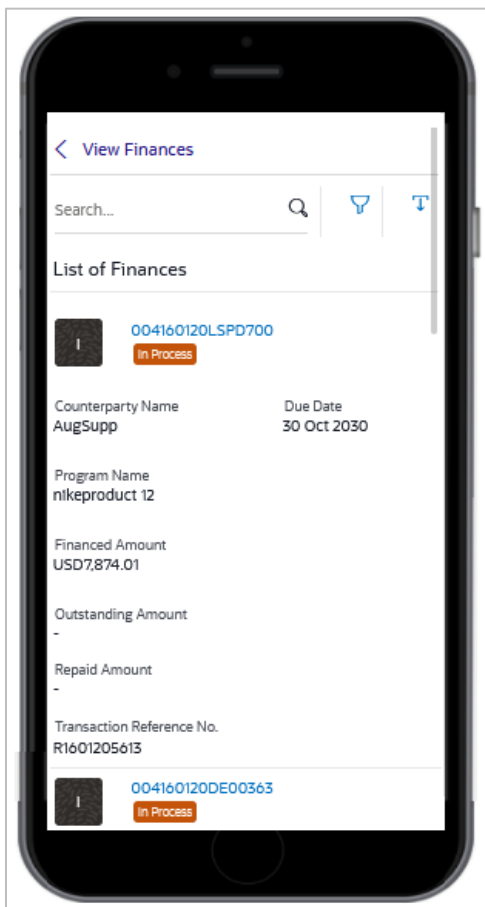 View Finances
Search...
List of Finances
I
004160120LSPD700
In Process
Counterparty Name
Due Date
AugSupp
30 Oct 2030
Program Name
nikeproduct 12
Financed Amount
USD7,874.01
Outstanding Amount
-
Repaid Amount
-
Transaction Reference No.
R1601205613
I
004160120DE00363
In Process